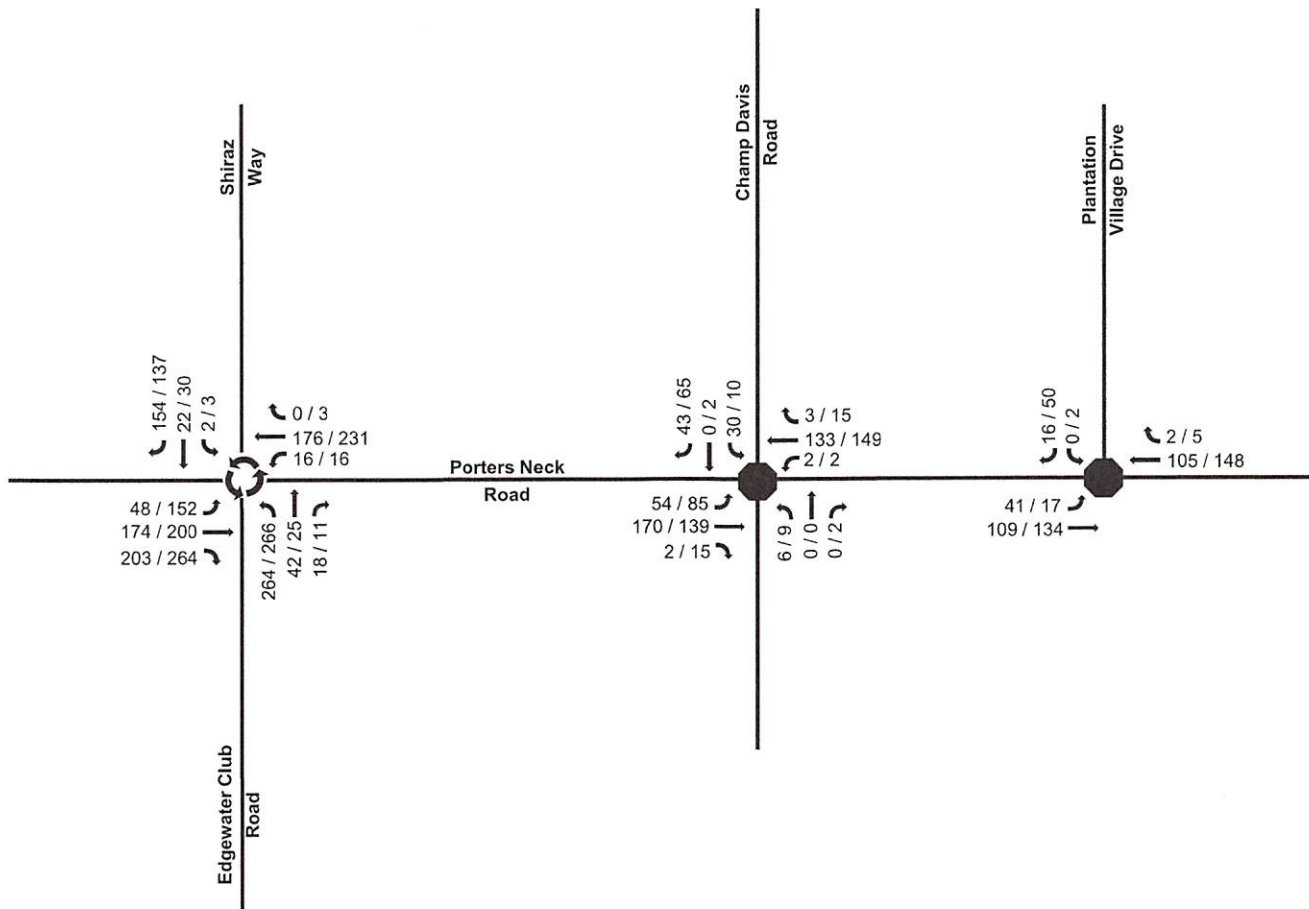 Shiraz
Way
Champ Davis
Road
Plantation
Village Drive
154 / 137
22 / 30
2 / 3
0 / 3
176 / 231
16 / 16
43 / 65
0 / 2
30 / 10
3 / 15
133 / 149
2 / 2
16 / 50
0 / 2
2 / 5
105 / 148
Porters Neck
Road
48 / 152
174 / 200
203 / 264
264 / 266
42 / 25
18 / 11
54 / 85
170 / 139
2 / 15
6 / 9
0 / 0
0 / 2
41 / 17
109 / 134
Edgewater Club
Road